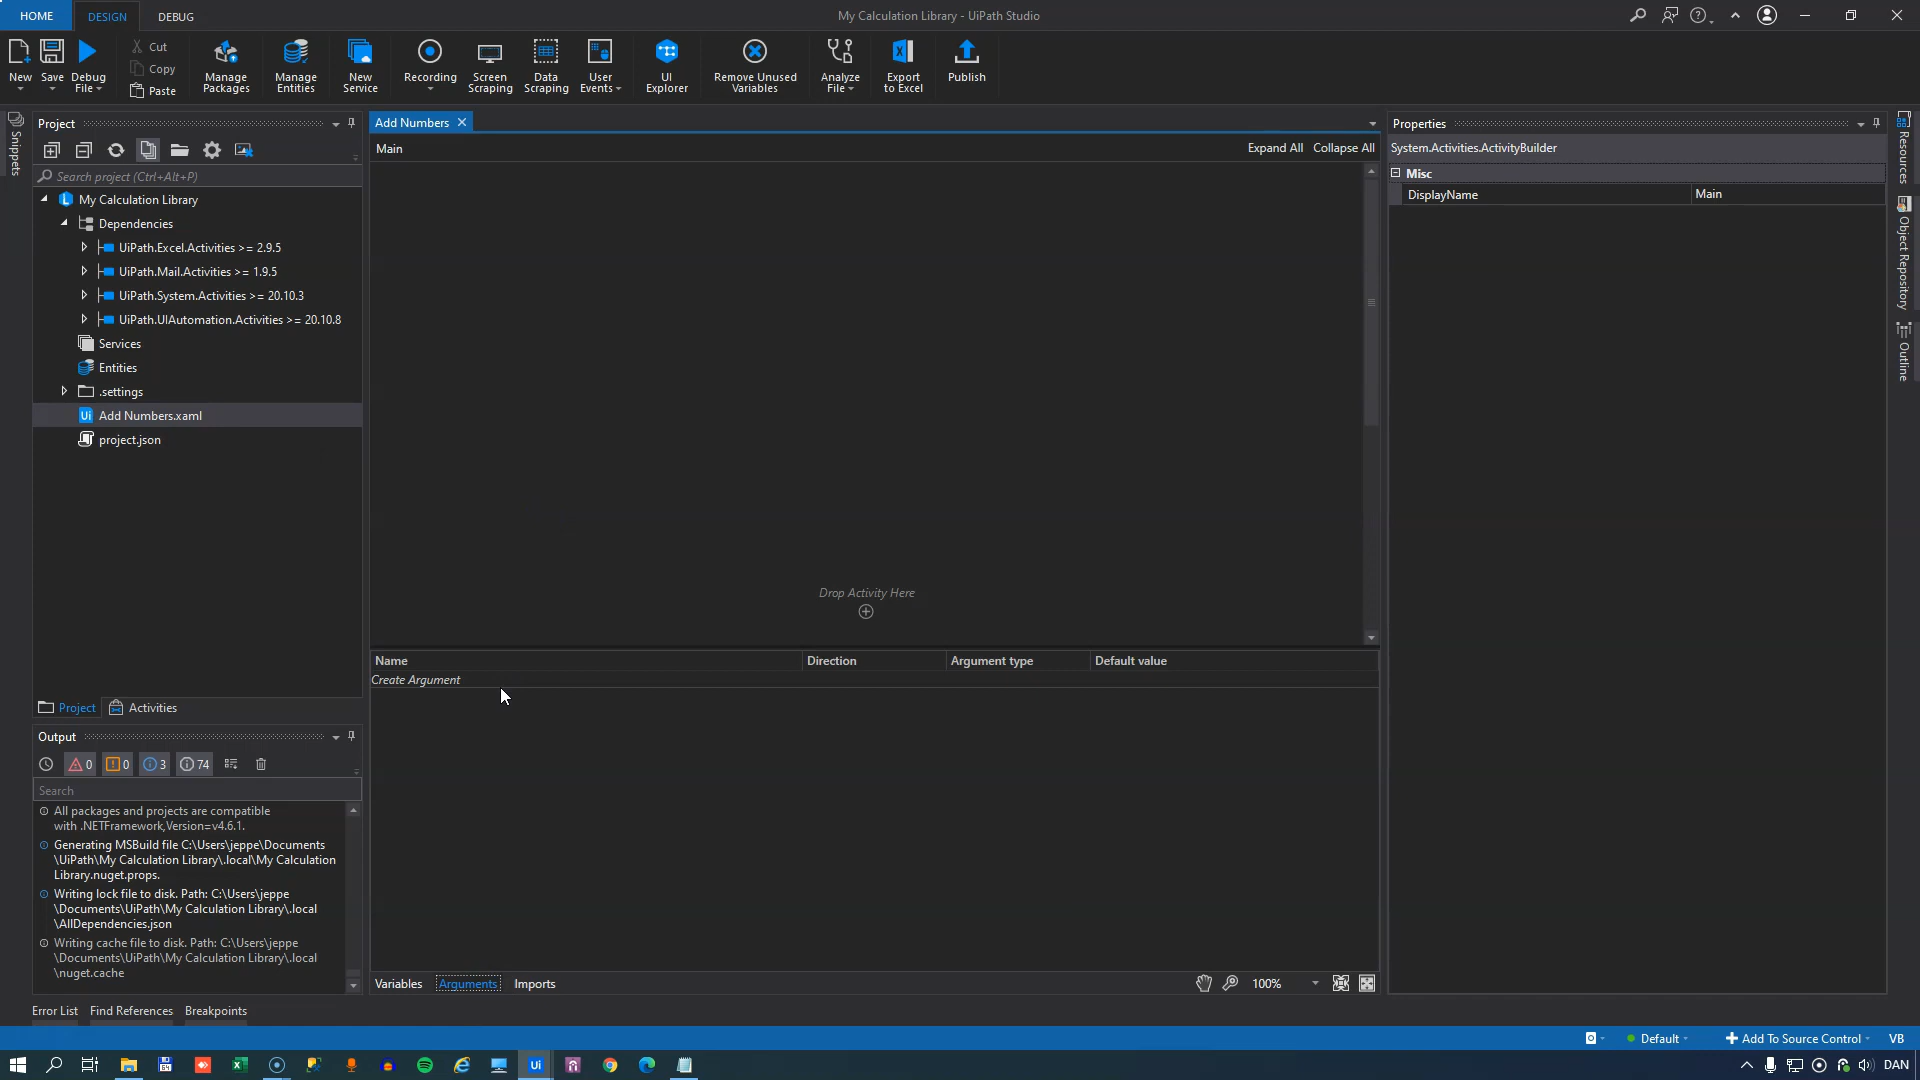 HOME
DESIGN
DEBUG
My Calculation Library - UiPath Studio
New
Save
Debug File
Cut
Copy
Paste
Manage Packages
Manage Entities
New Service
Recording
Screen Scraping
Data Scraping
User Events
UI Explorer
Remove Unused Variables
Analyze File
Export to Excel
Publish
Snippets
Project
Search project (Ctrl+Alt+P)
My Calculation Library
Dependencies
UiPath.Excel.Activities >= 2.9.5
UiPath.Mail.Activities >= 1.9.5
UiPath.System.Activities >= 20.10.3
UiPath.UIAutomation.Activities >= 20.10.8
Services
Entities
.settings
Add Numbers.xaml
project.json
Project
Activities
Output
0
0
3
74
Search
All packages and projects are compatible
with .NETFramework,Version=v4.6.1.
Generating MSBuild file C:\Users\jeppe\Documents
\UiPath\My Calculation Library\.local\My Calculation
Library.nuget.props.
Writing lock file to disk. Path: C:\Users\jeppe
\Documents\UiPath\My Calculation Library\.local
\AllDependencies.json
Writing cache file to disk. Path: C:\Users\jeppe
\Documents\UiPath\My Calculation Library\.local
\nuget.cache
Error List
Find References
Breakpoints
Add Numbers
Main
Expand All
Collapse All
Drop Activity Here
Name
Direction
Argument type
Default value
Create Argument
Variables
Arguments
Imports
100%
Properties
System.Activities.ActivityBuilder
Misc
DisplayName
Main
Resources
Object Repository
Outline
Default
Add To Source Control
VB
Ui
DAN